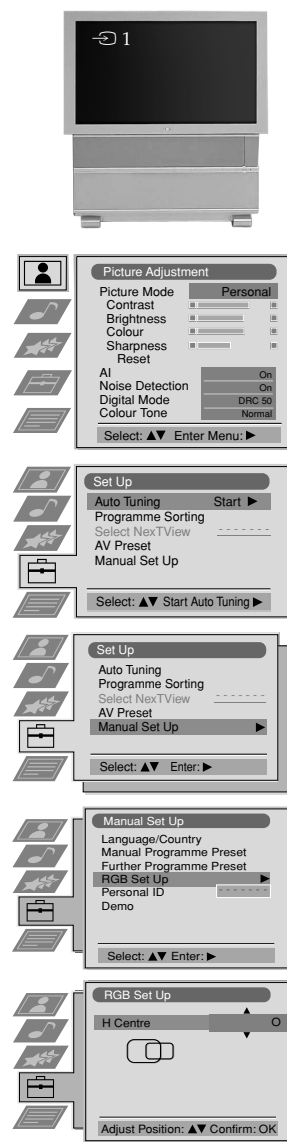 1
Picture Adjustment
Picture Mode Personal
Contrast
Brightness
Colour
Sharpness
Reset
AI On
Noise Detection On
Digital Mode DRC 50
Colour Tone Normal
Select: ▲▼ Enter Menu: ▶
Set Up
Auto Tuning Start ▶
Programme Sorting
Select NexTView - - - - - - -
AV Preset
Manual Set Up
Select: ▲▼ Start Auto Tuning ▶
Set Up
Auto Tuning
Programme Sorting
Select NexTView - - - - - - -
AV Preset
Manual Set Up ▶
Select: ▲▼ Enter: ▶
Manual Set Up
Language/Country
Manual Programme Preset
Further Programme Preset
RGB Set Up ▶
Personal ID - - - - - - -
Demo
Select: ▲▼ Enter: ▶
RGB Set Up
H Centre O
Adjust Position: ▲▼ Confirm: OK